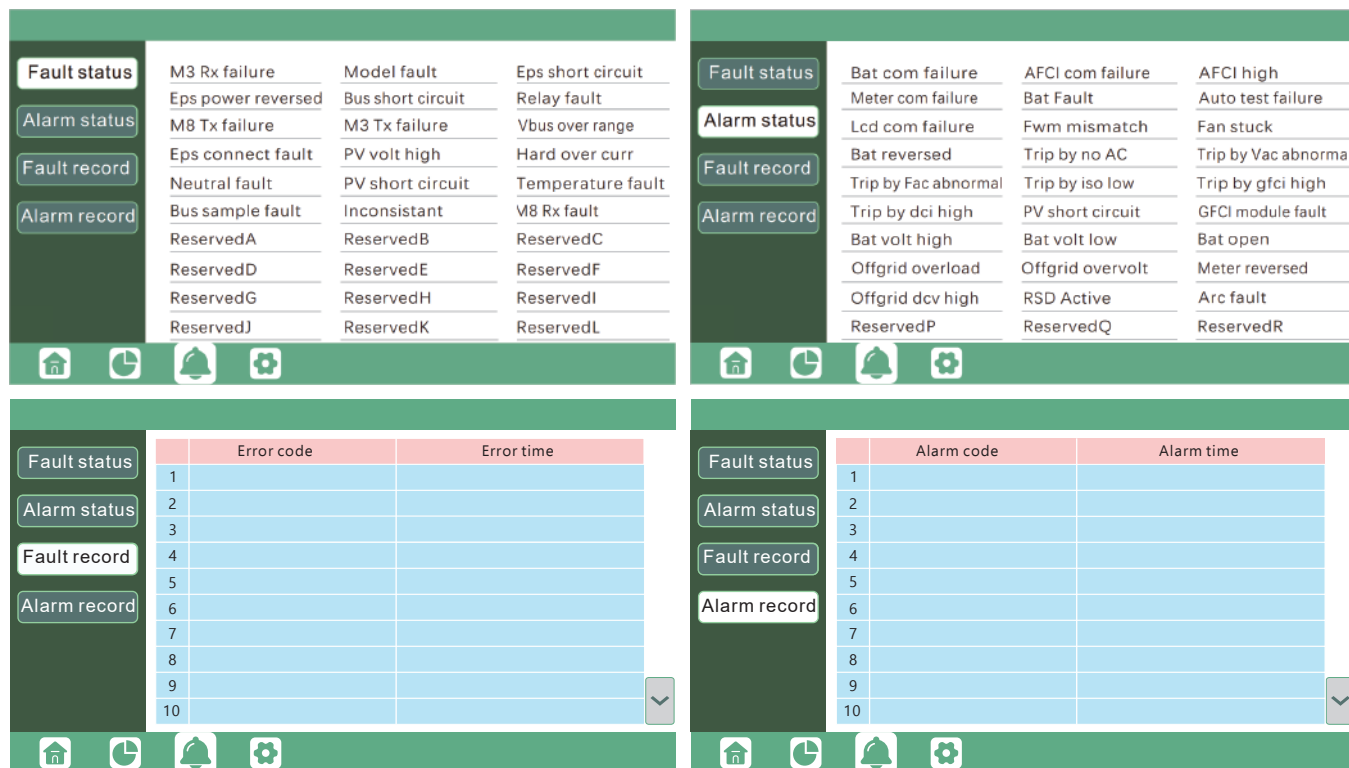 Fault status
Alarm status
Fault record
Alarm record
M3 Rx failure Model fault Eps short circuit
Eps power reversed Bus short circuit Relay fault
M8 Tx failure M3 Tx failure Vbus over range
Eps connect fault PV volt high Hard over curr
Neutral fault PV short circuit Temperature fault
Bus sample fault Inconsistant M8 Rx fault
ReservedA ReservedB ReservedC
ReservedD ReservedE ReservedF
ReservedG ReservedH ReservedI
ReservedJ ReservedK ReservedL
Fault status
Alarm status
Fault record
Alarm record
Bat com failure AFCI com failure AFCI high
Meter com failure Bat Fault Auto test failure
Lcd com failure Fwm mismatch Fan stuck
Bat reversed Trip by no AC Trip by Vac abnorma
Trip by Fac abnormal Trip by iso low Trip by gfci high
Trip by dci high PV short circuit GFCI module fault
Bat volt high Bat volt low Bat open
Offgrid overload Offgrid overvolt Meter reversed
Offgrid dcv high RSD Active Arc fault
ReservedP ReservedQ ReservedR
Fault status
Alarm status
Fault record
Alarm record
Error code Error time
1
2
3
4
5
6
7
8
9
10
Fault status
Alarm status
Fault record
Alarm record
Alarm code Alarm time
1
2
3
4
5
6
7
8
9
10